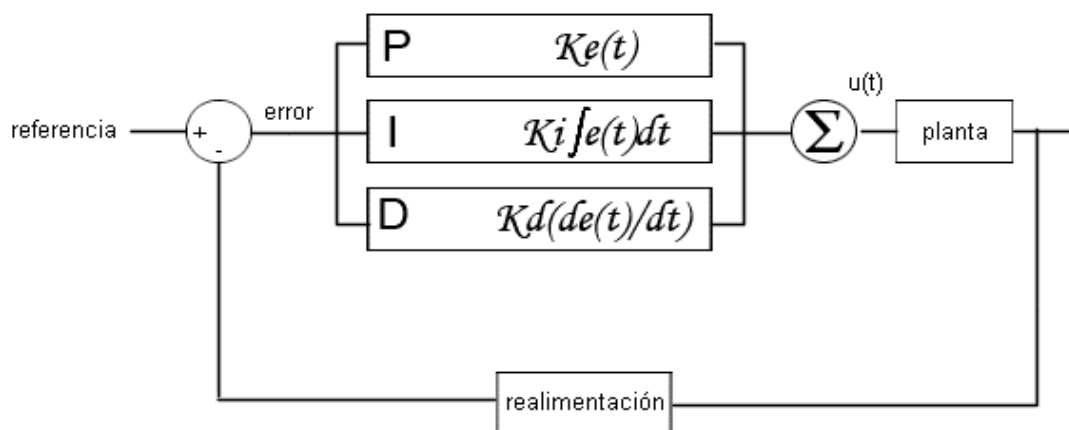 P Ke(t)
u(t)
error
referencia
+
-
I Ki∫e(t)dt
Σ
planta
D Kd(de(t)/dt)
realimentación